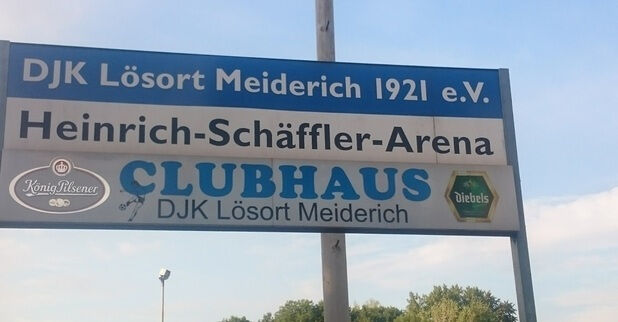 DJK Lösort Meiderich 1921 e.V.
Heinrich-Schäffler-Arena
König Pilsener
CLUBHAUS
Diebels
DJK Lösort Meiderich